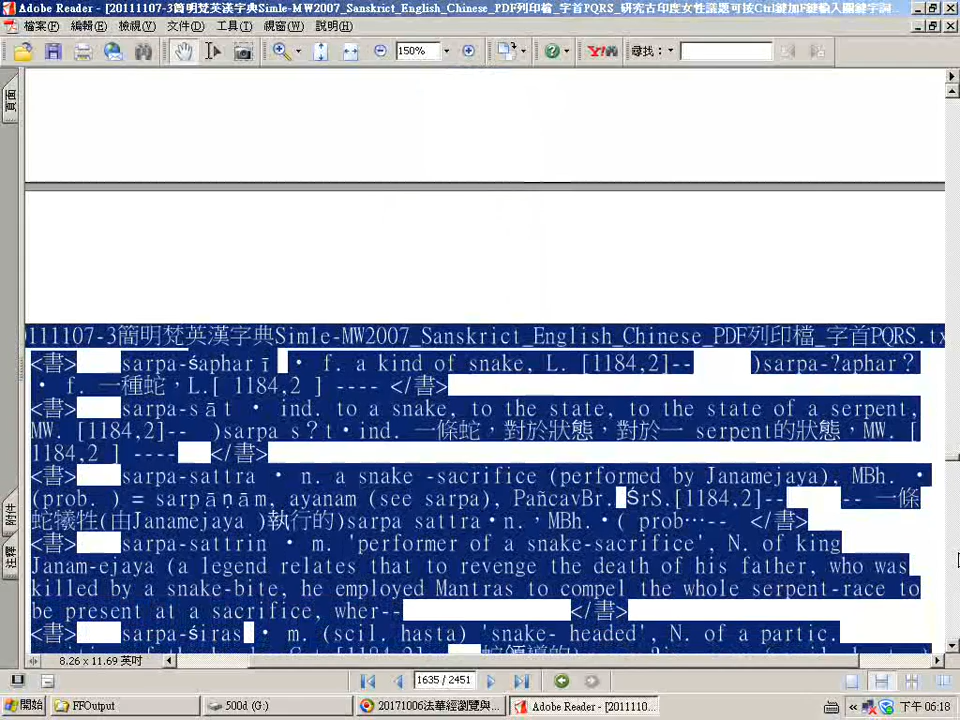 Adobe Reader - [20111107-3簡明梵英漢字典Simle-MW2007_Sanskrict_English_Chinese_PDF列印檔_字首PQRS_研究古印度女性議題可按Ctrl鍵加F鍵輸入關鍵字詞...
檔案(F) 編輯(E) 檢視(V) 文件(D) 工具(T) 視窗(W) 說明(H)
150% Y! 尋找:
頁面
111107-3簡明梵英漢字典Simle-MW2007_Sanskrict_English_Chinese_PDF列印檔_字首PQRS.tx
<書> sarpa-śaphar ī • f. a kind of snake, L. [1184,2]-- )sarpa-?aphar？
• f. 一種蛇，L.[ 1184,2 ] ---- </書>
<書> sarpa-s ā t • ind. to a snake, to the state, to the state of a serpent,
MW. [1184,2]-- )sarpa s？t•ind. 一條蛇，對於狀態，對於一 serpent的狀態，MW. [
1184,2 ] ---- </書>
<書> sarpa-sattra • n. a snake -sacrifice (performed by Janamejaya), MBh. •
(prob. ) = sarpāṇām, ayanam (see sarpa), PañcavBr. ŚrS.[1184,2]-- -- 一條
蛇犧牲(由Janamejaya )執行的)sarpa sattra•n.，MBh.•( prob…-- </書>
<書> sarpa-sattrin • m. 'performer of a snake-sacrifice', N. of king
Janam-ejaya (a legend relates that to revenge the death of his father, who was
killed by a snake-bite, he employed Mantras to compel the whole serpent-race to
be present at a sacrifice, wher-- </書>
<書> sarpa-śiras • m. (scil. hasta) 'snake- headed', N. of a partic.
附件
注釋
8.26 x 11.69 英吋
1635 / 2451
開始 FFOutput 500d (G:) 20171006法華經瀏覽與... Adobe Reader - [2011110... 下午 06:18